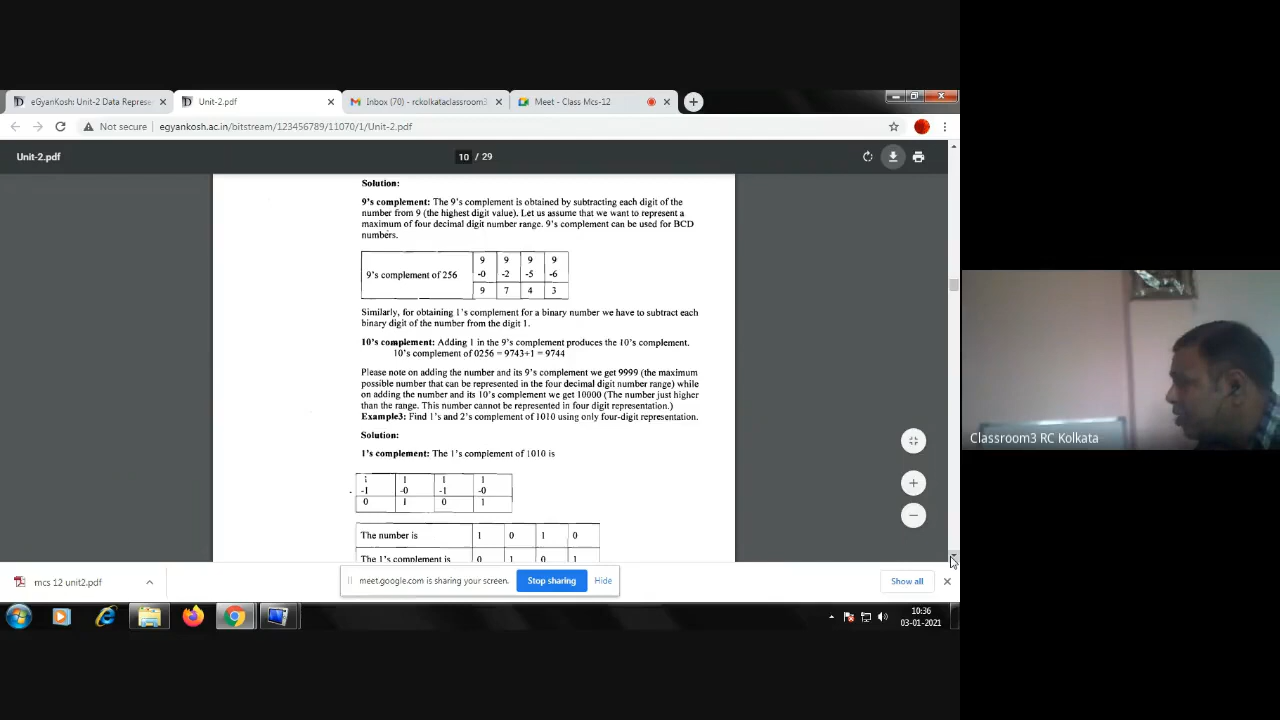 eGyanKosh: Unit-2 Data Represe
Unit-2.pdf
Inbox (70) - rckolkataclassroom3
Meet - Class Mcs-12
Not secure
egyankosh.ac.in/bitstream/123456789/11070/1/Unit-2.pdf
Unit-2.pdf
10 / 29
Solution:
9's complement: The 9's complement is obtained by subtracting each digit of the
number from 9 (the highest digit value). Let us assume that we want to represent a
maximum of four decimal digit number range. 9's complement can be used for BCD
numbers.
9 9 9 9
9's complement of 256 -0 -2 -5 -6
9 7 4 3
Similarly, for obtaining 1's complement for a binary number we have to subtract each
binary digit of the number from the digit 1.
10's complement: Adding 1 in the 9's complement produces the 10's complement.
10's complement of 0256 = 9743+1 = 9744
Please note on adding the number and its 9's complement we get 9999 (the maximum
possible number that can be represented in the four decimal digit number range) while
on adding the number and its 10's complement we get 10000 (The number just higher
than the range. This number cannot be represented in four digit representation.)
Example3: Find 1's and 2's complement of 1010 using only four-digit representation.
Solution:
1's complement: The 1's complement of 1010 is
1 1 1 1
-1 -0 -1 -0
0 1 0 1
The number is 1 0 1 0
The 1's complement is 0 1 0 1
Classroom3 RC Kolkata
mcs 12 unit2.pdf
meet.google.com is sharing your screen.
Stop sharing
Hide
Show all
10:36
03-01-2021